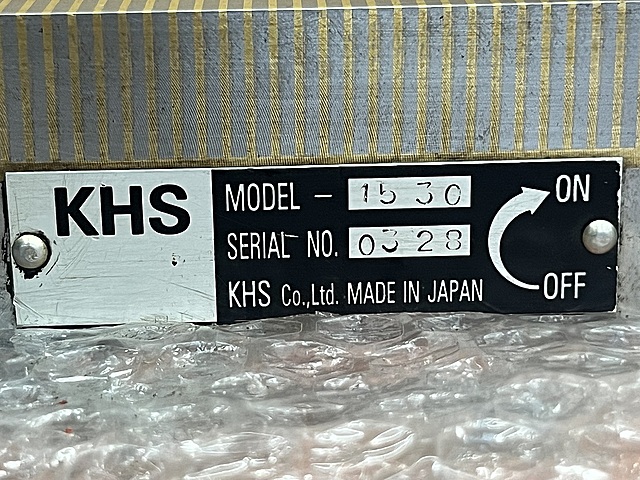 KHS
MODEL - 1530
SERIAL NO. 0328
KHS Co.,Ltd. MADE IN JAPAN
ON
OFF